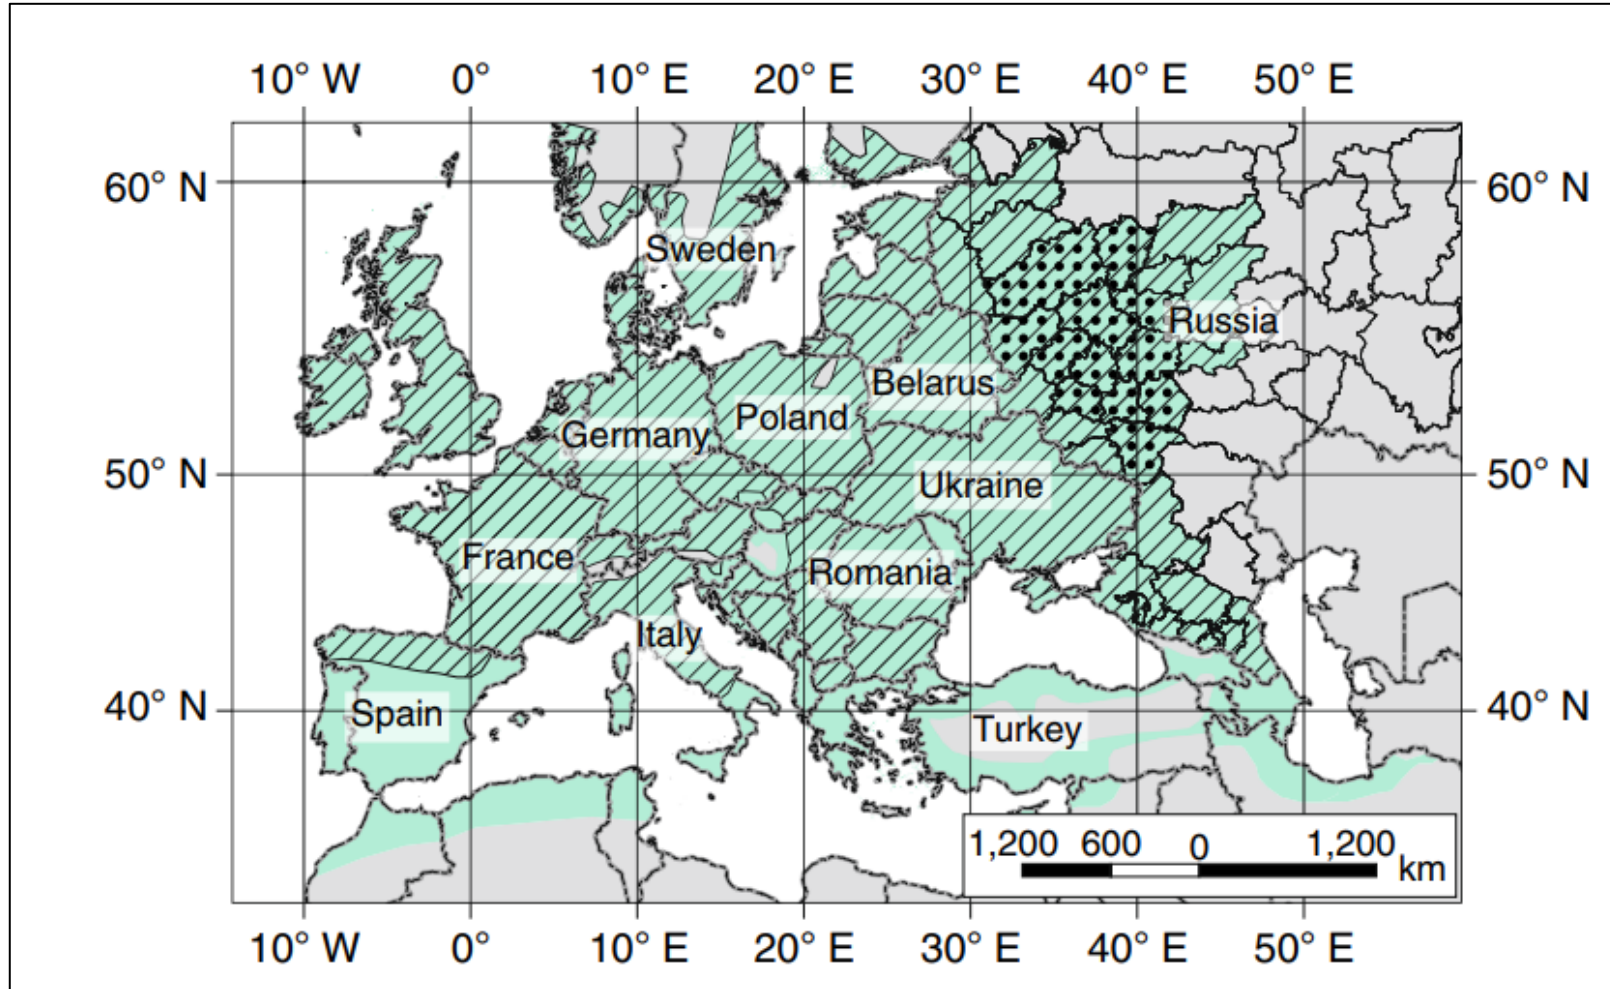 10° W 0° 10° E 20° E 30° E 40° E 50° E
60° N 60° N
Sweden
Russia
Belarus
Poland
Germany
50° N 50° N
Ukraine
France
Romania
Italy
40° N 40° N
Spain
Turkey
1,200 600 0 1,200
km
10° W 0° 10° E 20° E 30° E 40° E 50° E